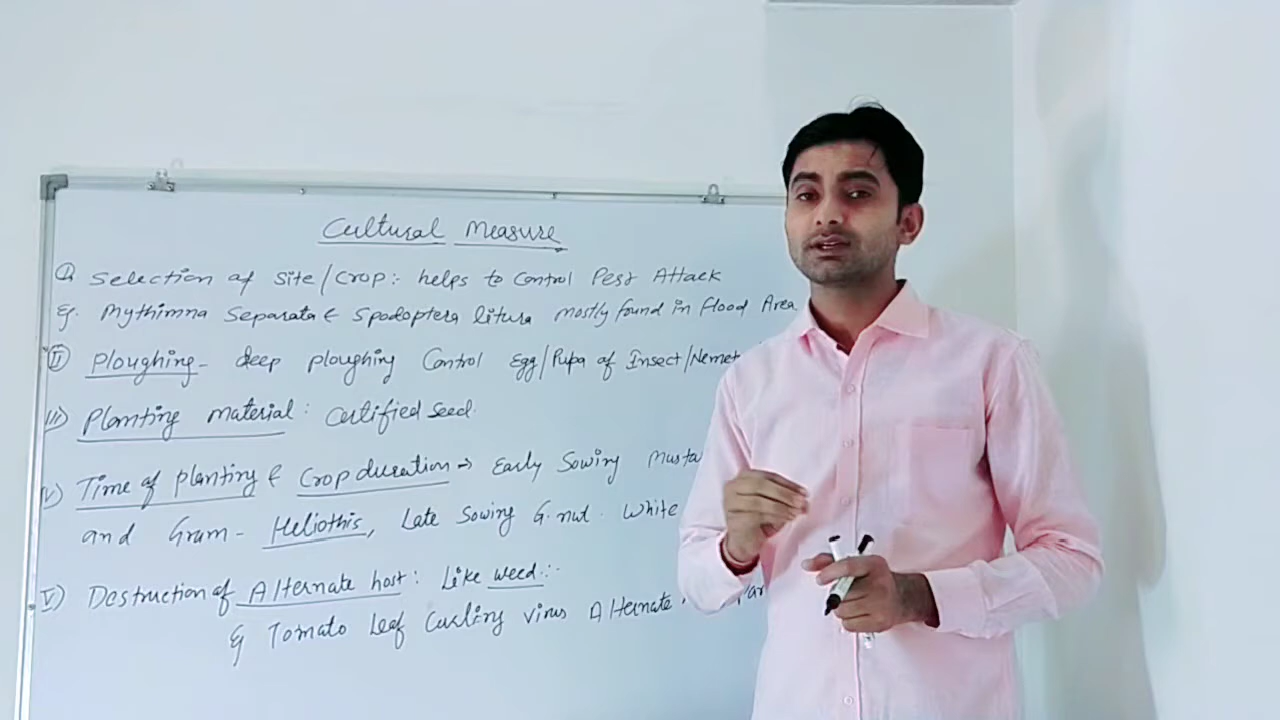 Cultural Measure
I) Selection of Site/Crop: helps to Control Pest Attack
Eg. Mythimna Separata & Spodoptera litura mostly found in flood Area
II) Ploughing - deep ploughing Control Egg/Pupa of Insect/Nemet
III) Planting material: Certified Seed.
Time of planting & Crop duration → Early Sowing Musta
and Gram - Heliothis, Late Sowing G.nut. White
V) Destruction of Alternate host: Like weed:-
Eg Tomato Leaf Curling virus Alternate